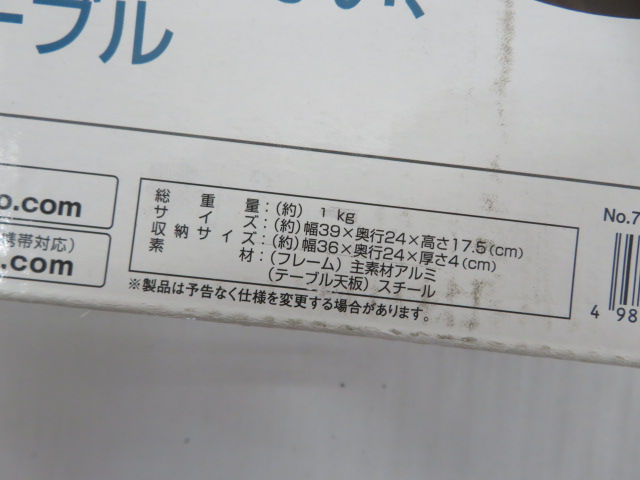 ーブル
o.com
携帯対応)
.com
総重量:(約) 1 kg
サイズ:(約)幅39×奥行24×高さ17.5(cm)
収納サイズ:(約)幅36×奥行24×厚さ4(cm)
素材:(フレーム)主素材アルミ
(テーブル天板)スチール
※製品は予告なく仕様を変更する場合があります。
No.7
4 98